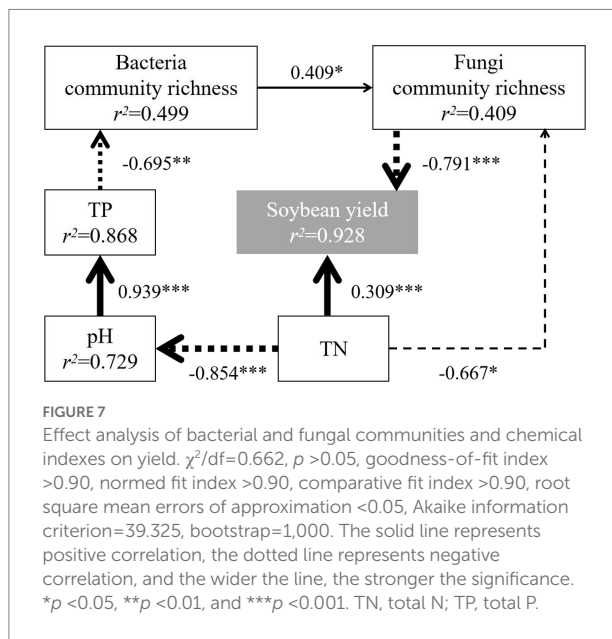 Bacteria
community richness
r²=0.499
0.409*
Fungi
community richness
r²=0.409
-0.695**
-0.791***
TP
r²=0.868
Soybean yield
r²=0.928
0.939***
0.309***
pH
r²=0.729
TN
-0.854***
-0.667*
FIGURE 7
Effect analysis of bacterial and fungal communities and chemical
indexes on yield. χ²/df=0.662, p >0.05, goodness-of-fit index
>0.90, normed fit index >0.90, comparative fit index >0.90, root
square mean errors of approximation <0.05, Akaike information
criterion=39.325, bootstrap=1,000. The solid line represents
positive correlation, the dotted line represents negative
correlation, and the wider the line, the stronger the significance.
*p <0.05, **p <0.01, and ***p <0.001. TN, total N; TP, total P.